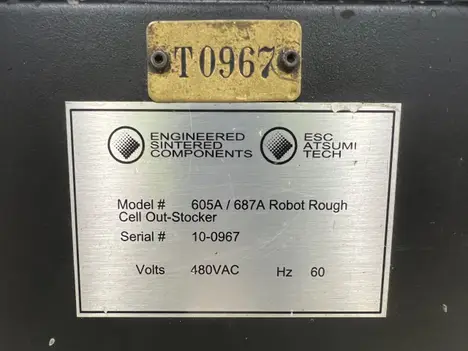 T0967
ENGINEERED
SINTERED
COMPONENTS
ESC
ATSUMI
TECH
Model # 605A / 687A Robot Rough
Cell Out-Stocker
Serial # 10-0967
Volts 480VAC Hz 60